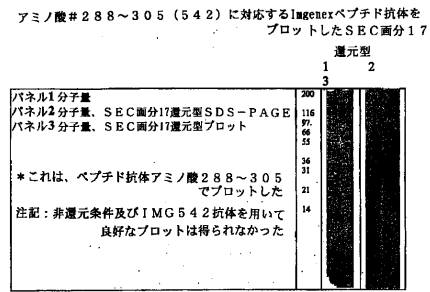 アミノ酸#288~305(542)に対応するImgenexペプチド抗体を
ブロットしたSEC画分17
還元型
1 2
3
パネル1分子量
パネル2分子量、SEC画分17還元型SDS-PAGE
パネル3分子量、SEC画分17還元型ブロット
*これは、ペプチド抗体アミノ酸288~305
でブロットした
注記:非還元条件及びIMG542抗体を用いて
良好なブロットは得られなかった
200
116
97.
66
55
36
31
21
14